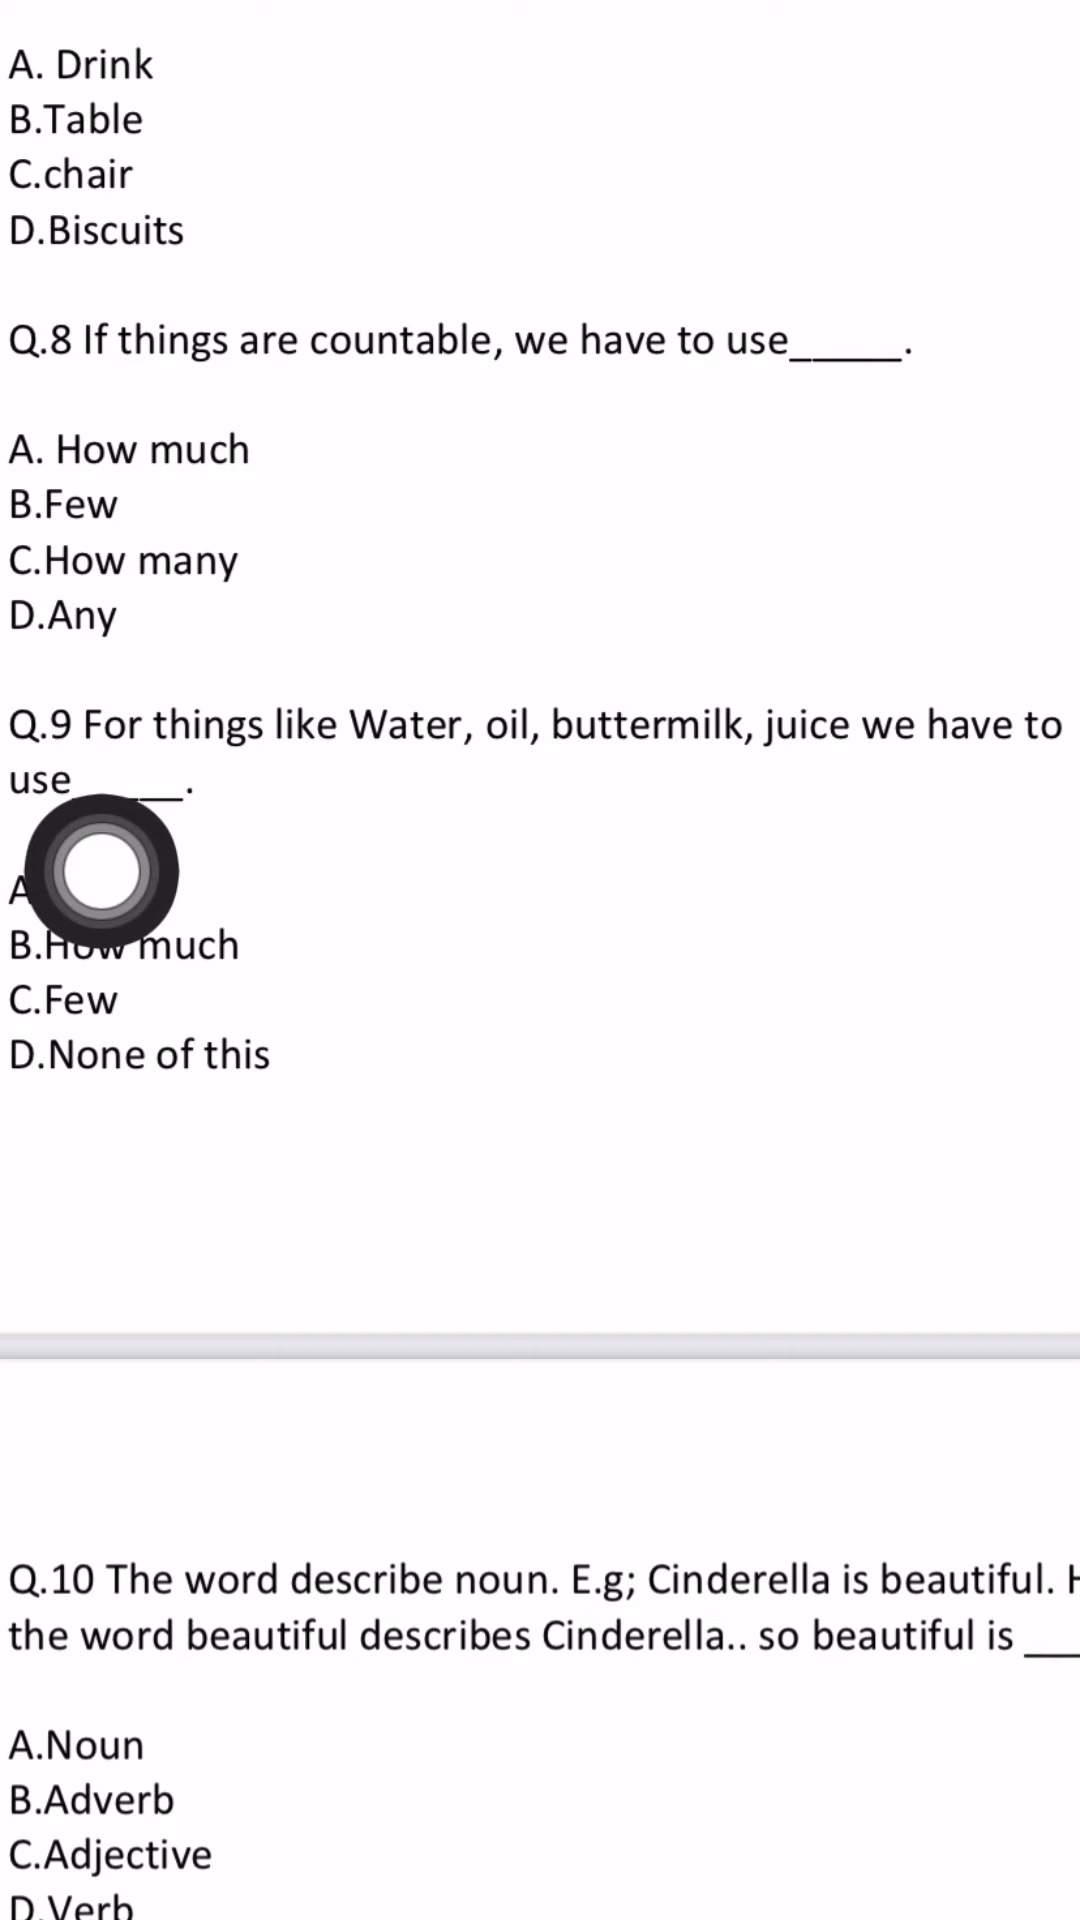 A. Drink
B.Table
C.chair
D.Biscuits
Q.8 If things are countable, we have to use_____.
A. How much
B.Few
C.How many
D.Any
Q.9 For things like Water, oil, buttermilk, juice we have to
use_____.
A
B.How much
C.Few
D.None of this
Q.10 The word describe noun. E.g; Cinderella is beautiful.
the word beautiful describes Cinderella.. so beautiful is ___
A.Noun
B.Adverb
C.Adjective
D.Verb